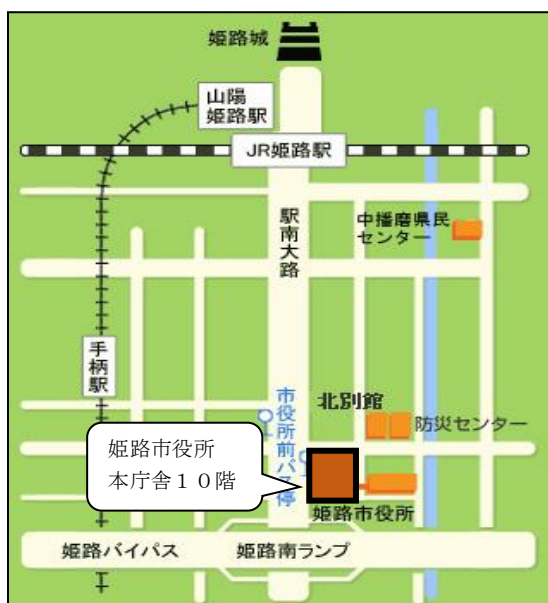 姫路城
山陽
姫路駅
JR姫路駅
駅南大路
中播磨県民
センター
手柄駅
市役所前バス停
北別館
防災センター
姫路市役所
本庁舎１０階
姫路市役所
姫路バイパス
姫路南ランプ